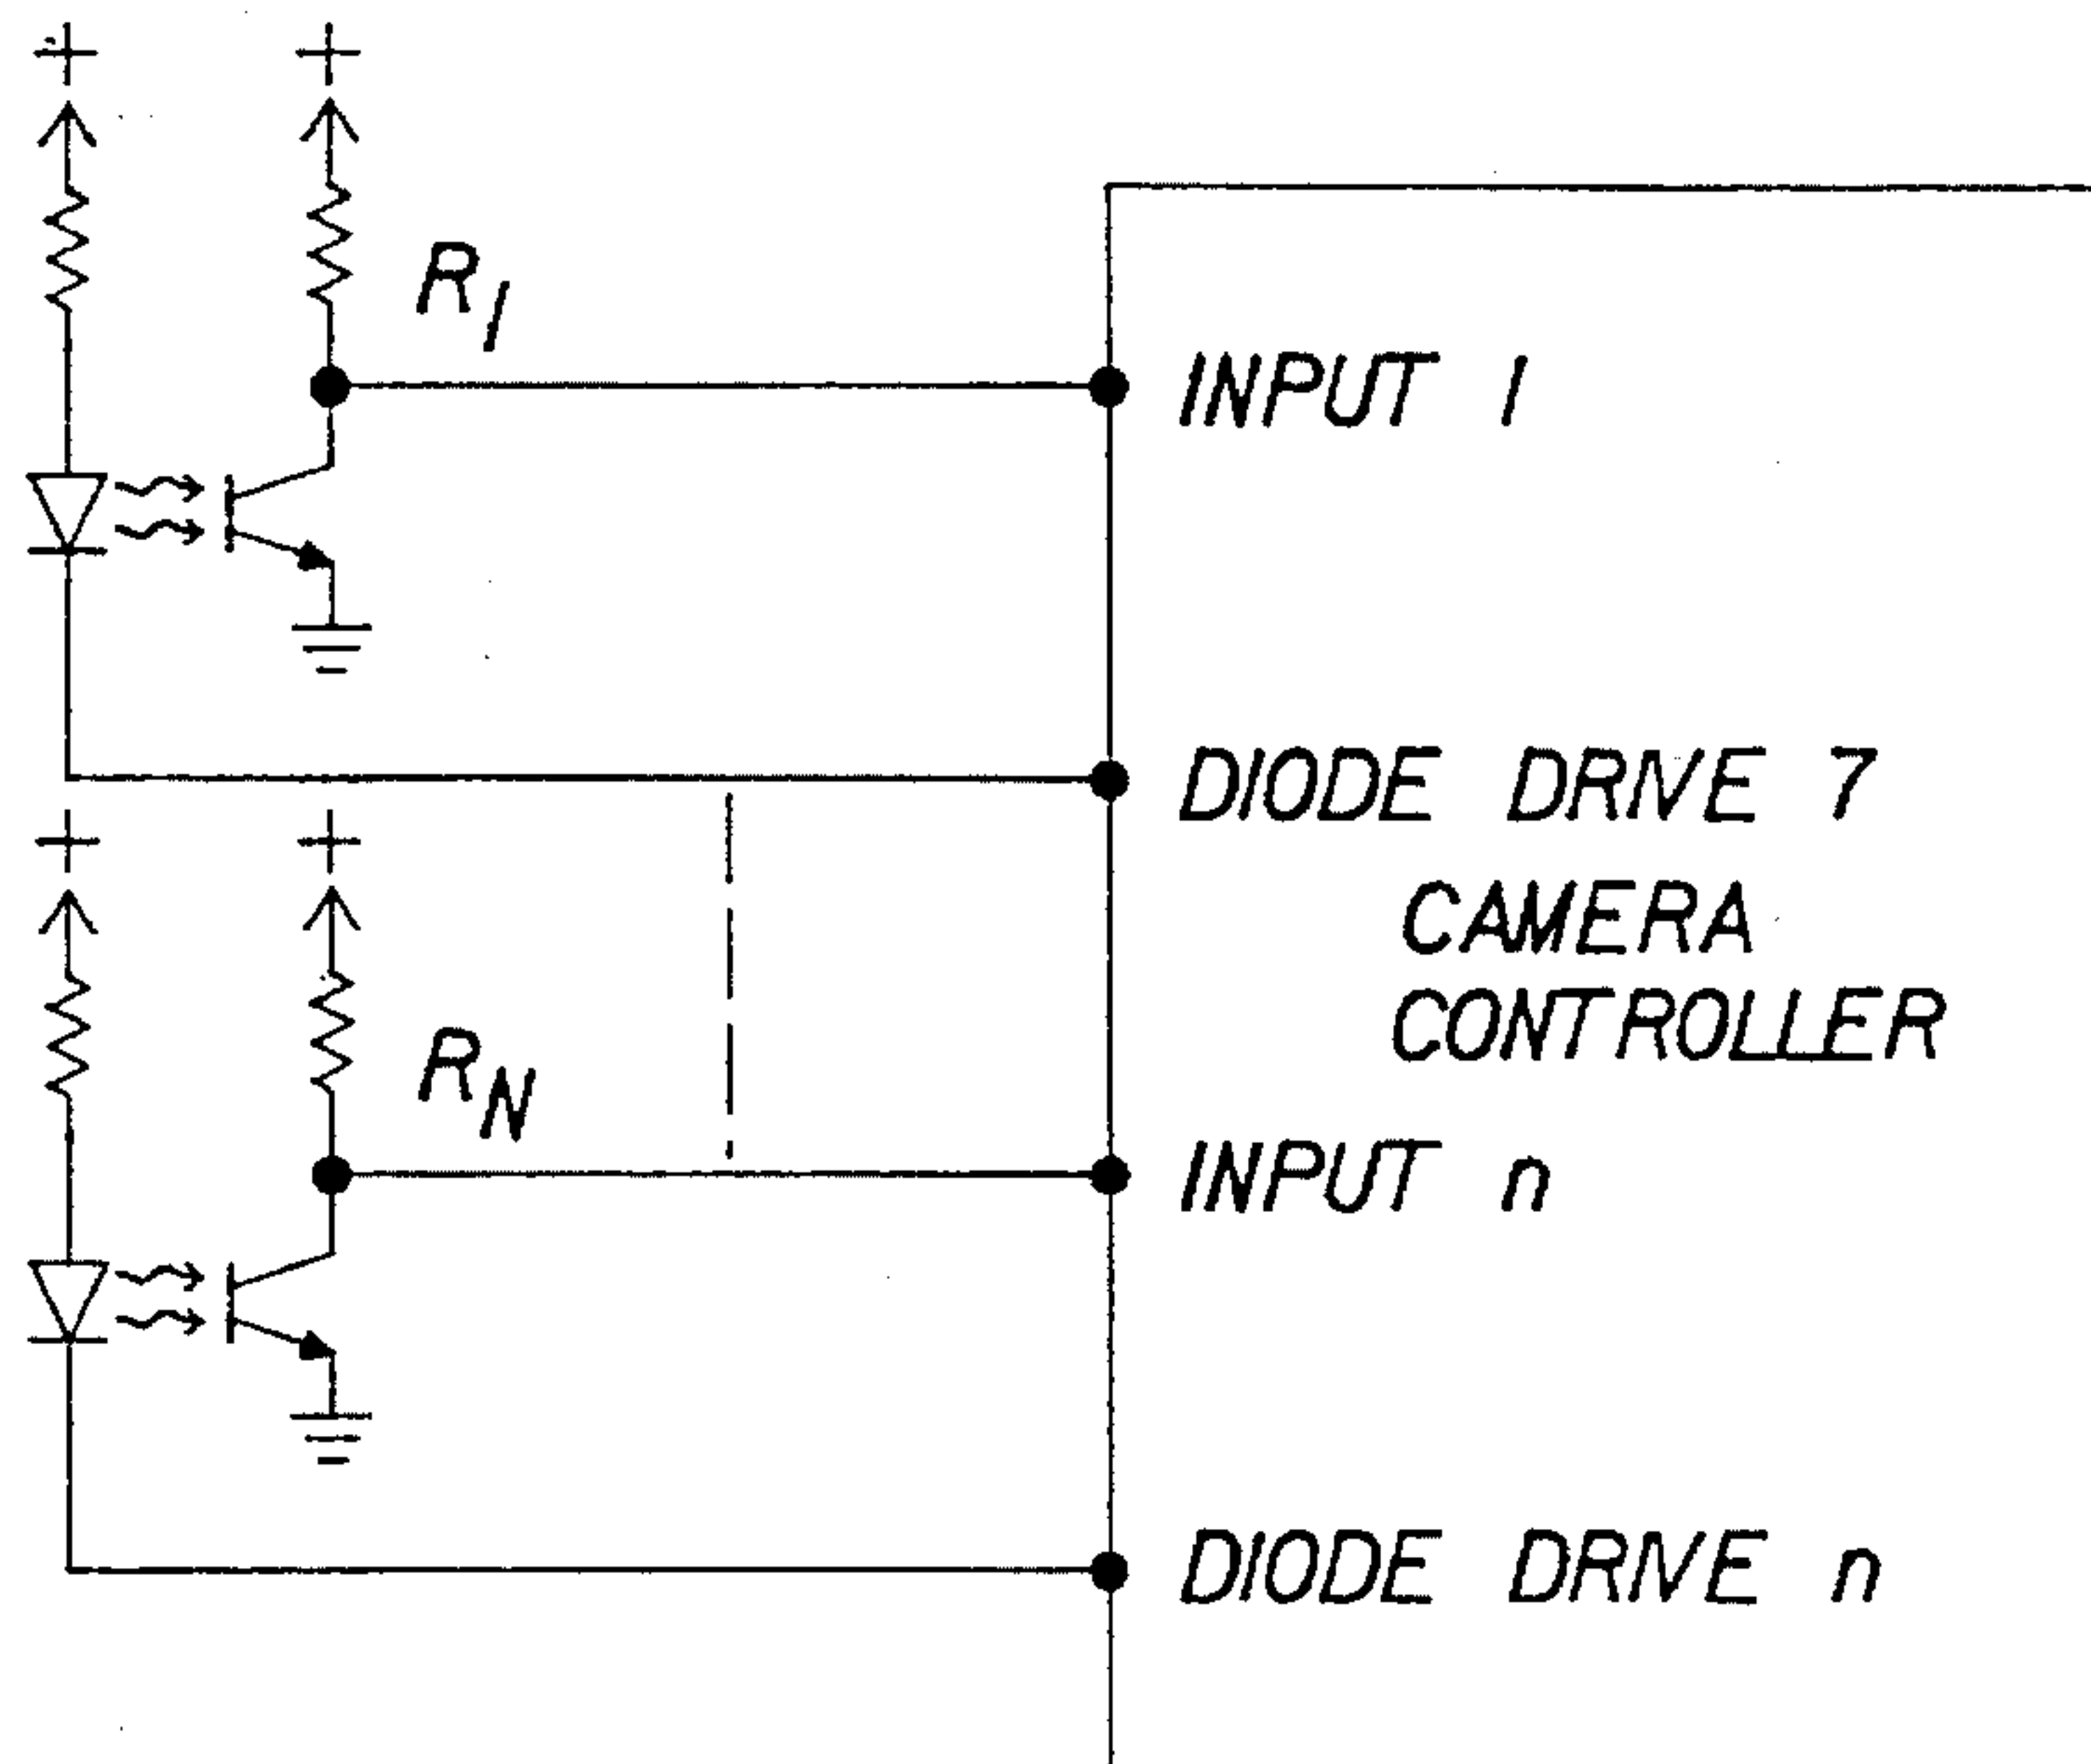 R1
INPUT 1
DIODE DRIVE 7
CAMERA
CONTROLLER
RN
INPUT n
DIODE DRIVE n